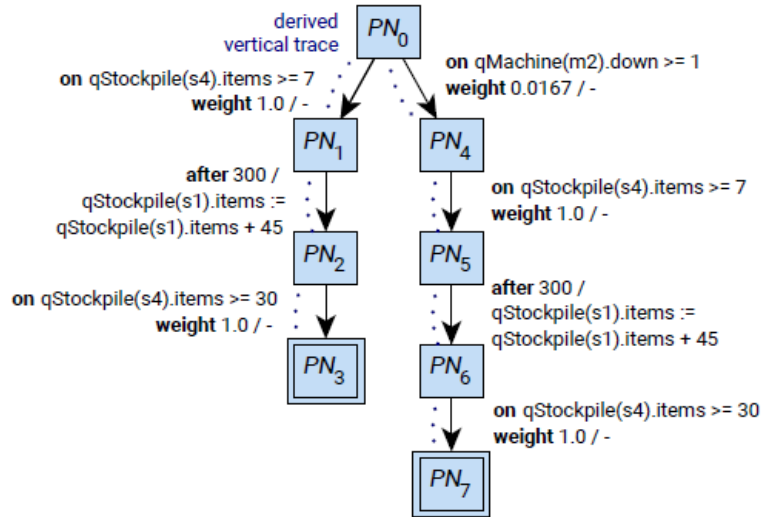 derived
vertical trace
PN0
on qStockpile(s4).items >= 7
weight 1.0 / -
on qMachine(m2).down >= 1
weight 0.0167 / -
PN1
PN4
after 300 /
qStockpile(s1).items :=
qStockpile(s1).items + 45
on qStockpile(s4).items >= 7
weight 1.0 / -
PN2
PN5
on qStockpile(s4).items >= 30
weight 1.0 / -
after 300 /
qStockpile(s1).items :=
qStockpile(s1).items + 45
PN3
PN6
on qStockpile(s4).items >= 30
weight 1.0 / -
PN7